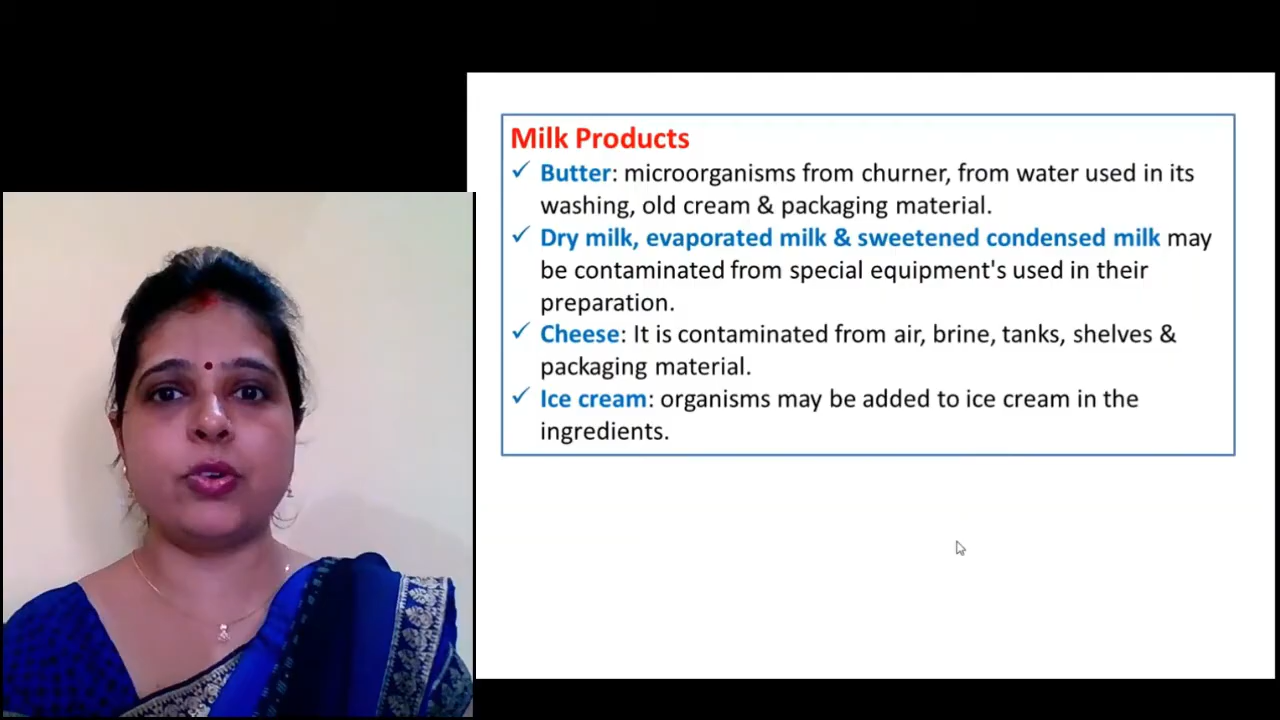 Milk Products
✓ Butter: microorganisms from churner, from water used in its
washing, old cream & packaging material.
✓ Dry milk, evaporated milk & sweetened condensed milk may
be contaminated from special equipment's used in their
preparation.
✓ Cheese: It is contaminated from air, brine, tanks, shelves &
packaging material.
✓ Ice cream: organisms may be added to ice cream in the
ingredients.